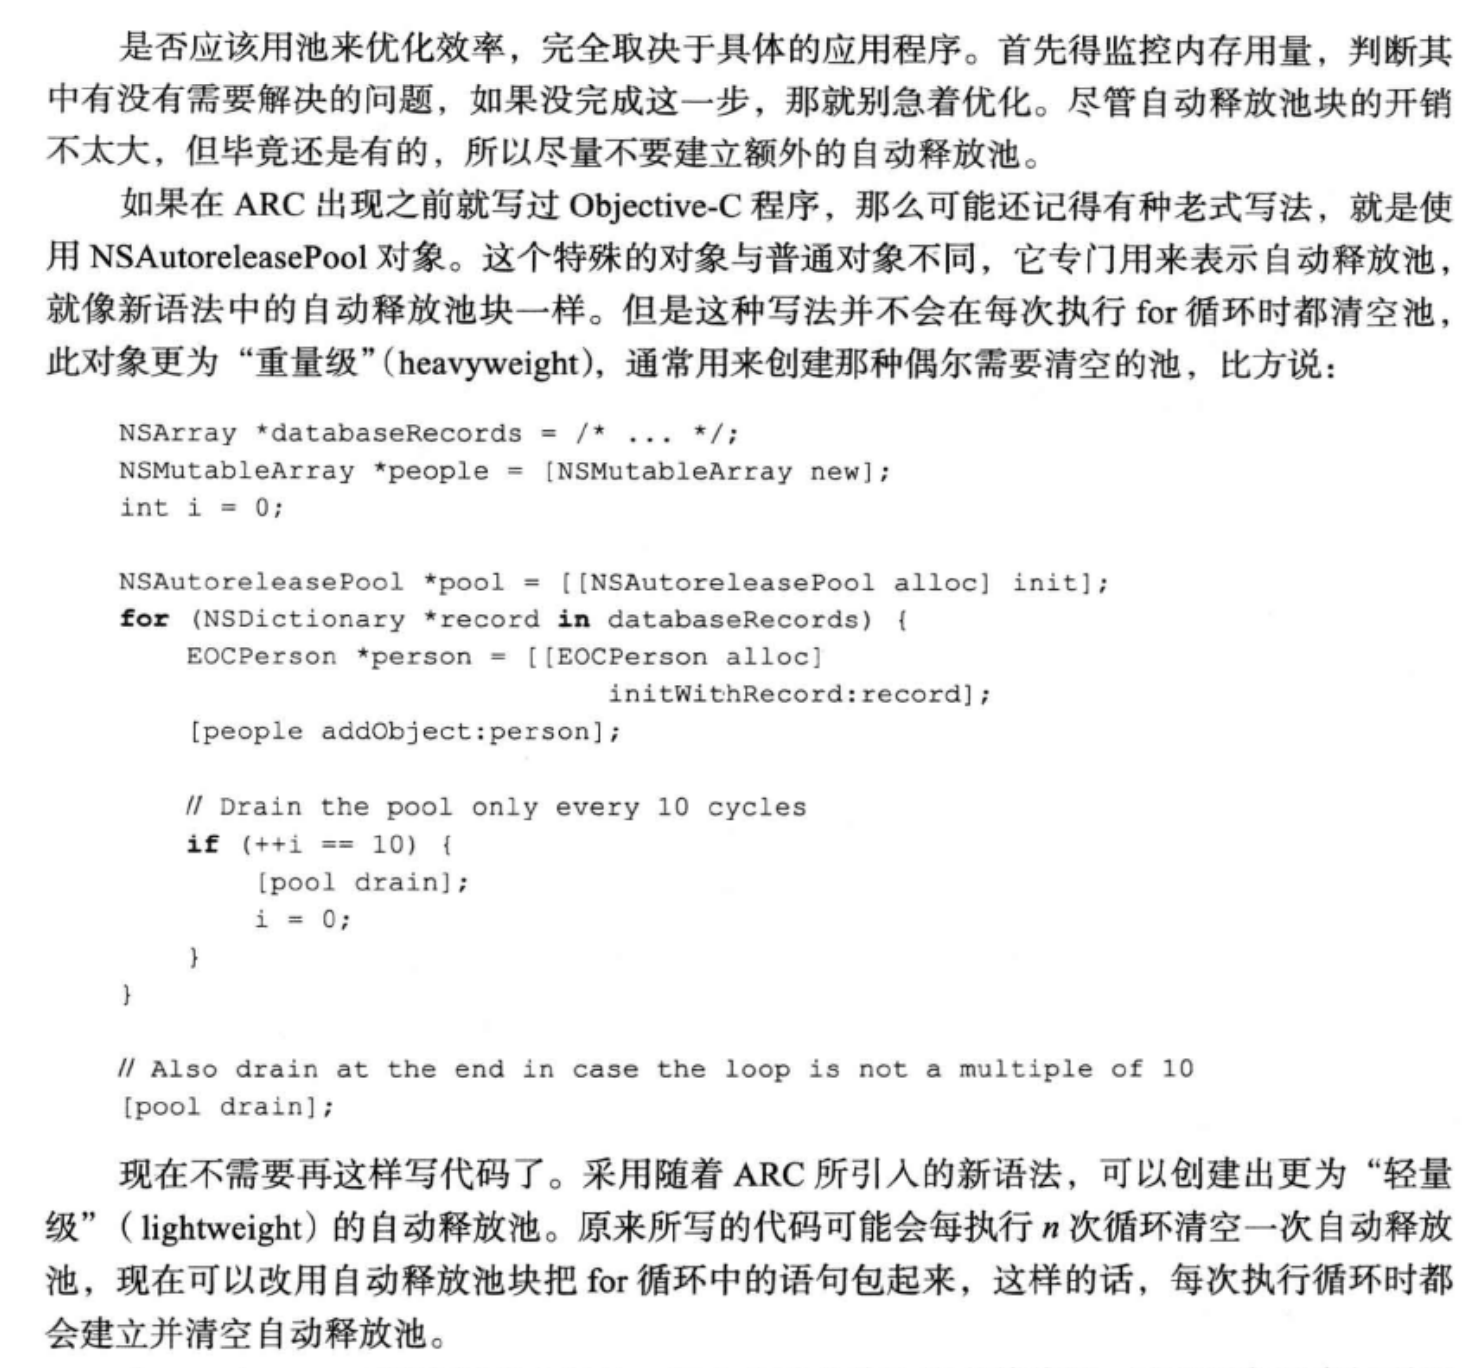 是否应该用池来优化效率，完全取决于具体的应用程序。首先得监控内存用量，判断其
中有没有需要解决的问题，如果没完成这一步，那就别急着优化。尽管自动释放池块的开销
不太大，但毕竟还是有的，所以尽量不要建立额外的自动释放池。
如果在 ARC 出现之前就写过 Objective-C 程序，那么可能还记得有种老式写法，就是使
用 NSAutoreleasePool 对象。这个特殊的对象与普通对象不同，它专门用来表示自动释放池，
就像新语法中的自动释放池块一样。但是这种写法并不会在每次执行 for 循环时都清空池，
此对象更为“重量级”（heavyweight），通常用来创建那种偶尔需要清空的池，比方说：
NSArray *databaseRecords = /* ... */;
NSMutableArray *people = [NSMutableArray new];
int i = 0;
NSAutoreleasePool *pool = [[NSAutoreleasePool alloc] init];
for (NSDictionary *record in databaseRecords) {
    EOCPerson *person = [[EOCPerson alloc]
                             initWithRecord:record];
    [people addObject:person];
    // Drain the pool only every 10 cycles
    if (++i == 10) {
        [pool drain];
        i = 0;
    }
}
// Also drain at the end in case the loop is not a multiple of 10
[pool drain];
现在不需要再这样写代码了。采用随着 ARC 所引入的新语法，可以创建出更为“轻量
级”（lightweight）的自动释放池。原来所写的代码可能会每执行 n 次循环清空一次自动释放
池，现在可以改用自动释放池块把 for 循环中的语句包起来，这样的话，每次执行循环时都
会建立并清空自动释放池。